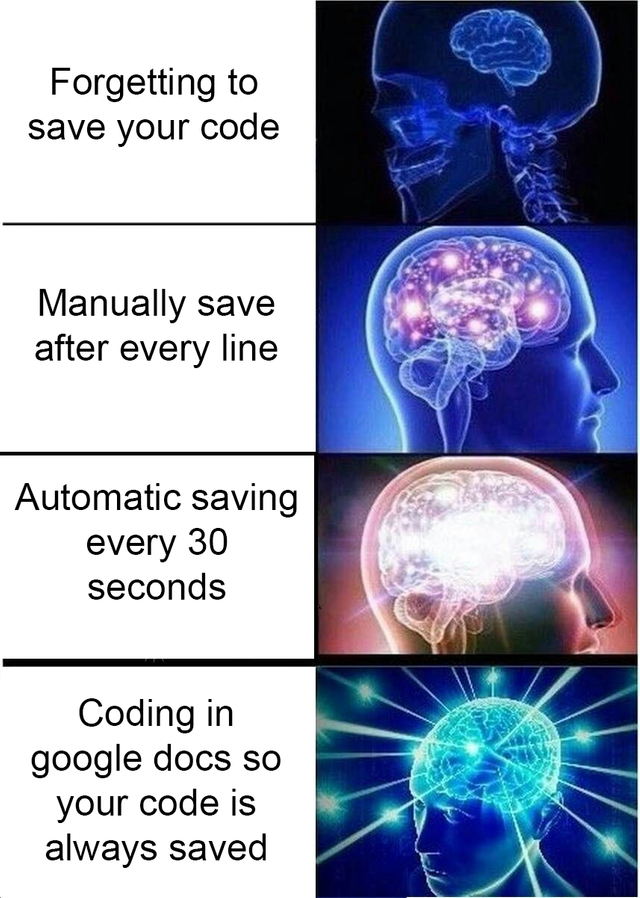 Forgetting to
save your code
Manually save
after every line
Automatic saving
every 30
seconds
Coding in
google docs so
your code is
always saved